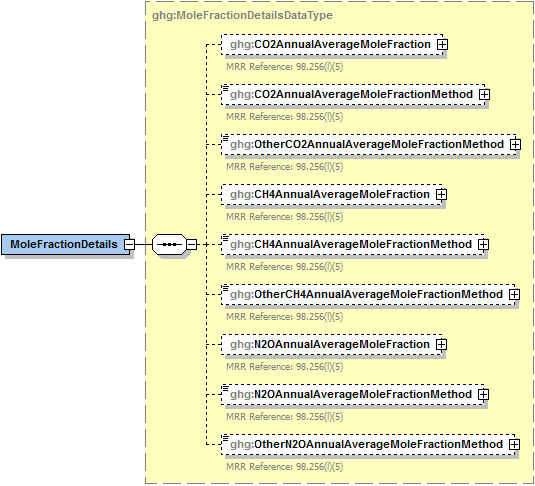 ghg:MoleFractionDetailsDataType
ghg:CO2AnnualAverageMoleFraction
MRR Reference: 98.256(l)(5)
ghg:CO2AnnualAverageMoleFractionMethod
MRR Reference: 98.256(l)(5)
ghg:OtherCO2AnnualAverageMoleFractionMethod
MRR Reference: 98.256(l)(5)
ghg:CH4AnnualAverageMoleFraction
MRR Reference: 98.256(l)(5)
MoleFractionDetails
ghg:CH4AnnualAverageMoleFractionMethod
MRR Reference: 98.256(l)(5)
ghg:OtherCH4AnnualAverageMoleFractionMethod
MRR Reference: 98.256(l)(5)
ghg:N2OAnnualAverageMoleFraction
MRR Reference: 98.256(l)(5)
ghg:N2OAnnualAverageMoleFractionMethod
MRR Reference: 98.256(l)(5)
ghg:OtherN2OAnnualAverageMoleFractionMethod
MRR Reference: 98.256(l)(5)